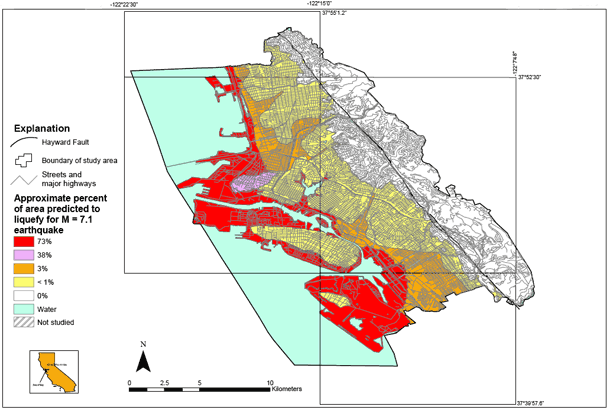 -122°22'30"
-122°15'0"
37°55'1.2"
-122°7'4.8"
37°52'30"
Explanation
Hayward Fault
Boundary of study area
Streets and
major highways
Approximate percent
of area predicted to
liquefy for M = 7.1
earthquake
73%
38%
3%
< 1%
0%
Water
Not studied
N
0 2.5 5 10
Kilometers
37°39'57.6"